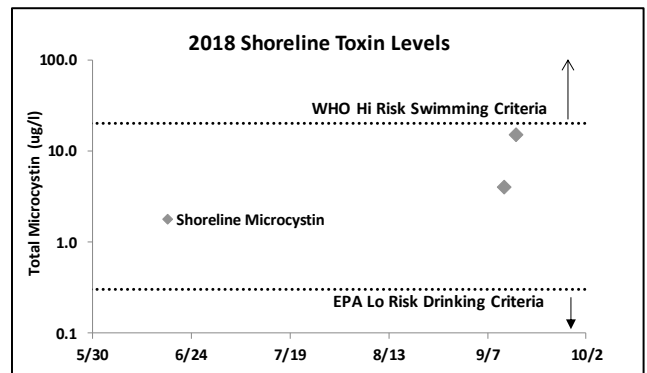 2018 Shoreline Toxin Levels
Total Microcystin (ug/l)
100.0
WHO Hi Risk Swimming Criteria
10.0
Shoreline Microcystin
1.0
EPA Lo Risk Drinking Criteria
0.1
5/30 6/24 7/19 8/13 9/7 10/2